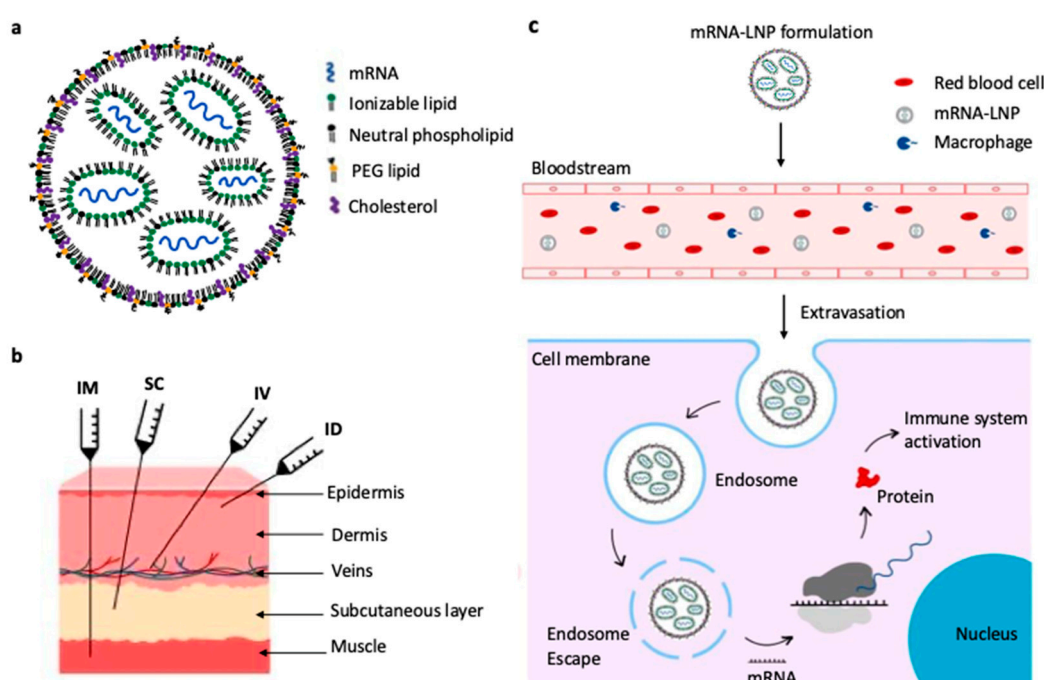 a
mRNA
Ionizable lipid
Neutral phospholipid
PEG lipid
Cholesterol
b
IM
SC
IV
ID
Epidermis
Dermis
Veins
Subcutaneous layer
Muscle
c
mRNA-LNP formulation
Red blood cell
mRNA-LNP
Macrophage
Bloodstream
Extravasation
Cell membrane
Immune system
activation
Endosome
Protein
Endosome
Escape
mRNA
Nucleus